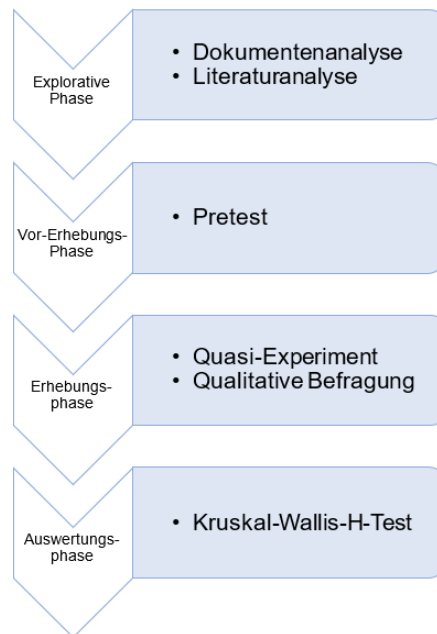 Explorative
Phase
• Dokumentenanalyse
• Literaturanalyse
Vor-Erhebungs-
Phase
• Pretest
Erhebungs-
phase
• Quasi-Experiment
• Qualitative Befragung
Auswertungs-
phase
• Kruskal-Wallis-H-Test